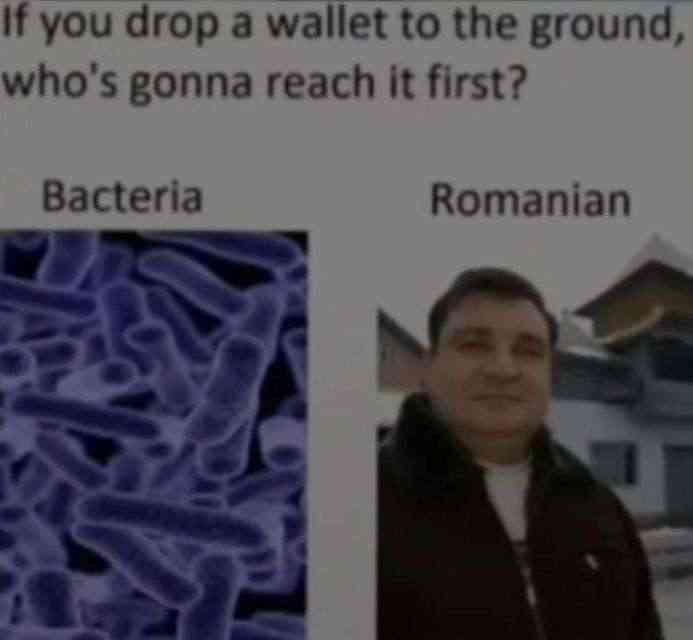 If you drop a wallet to the ground,
who's gonna reach it first?
Bacteria
Romanian